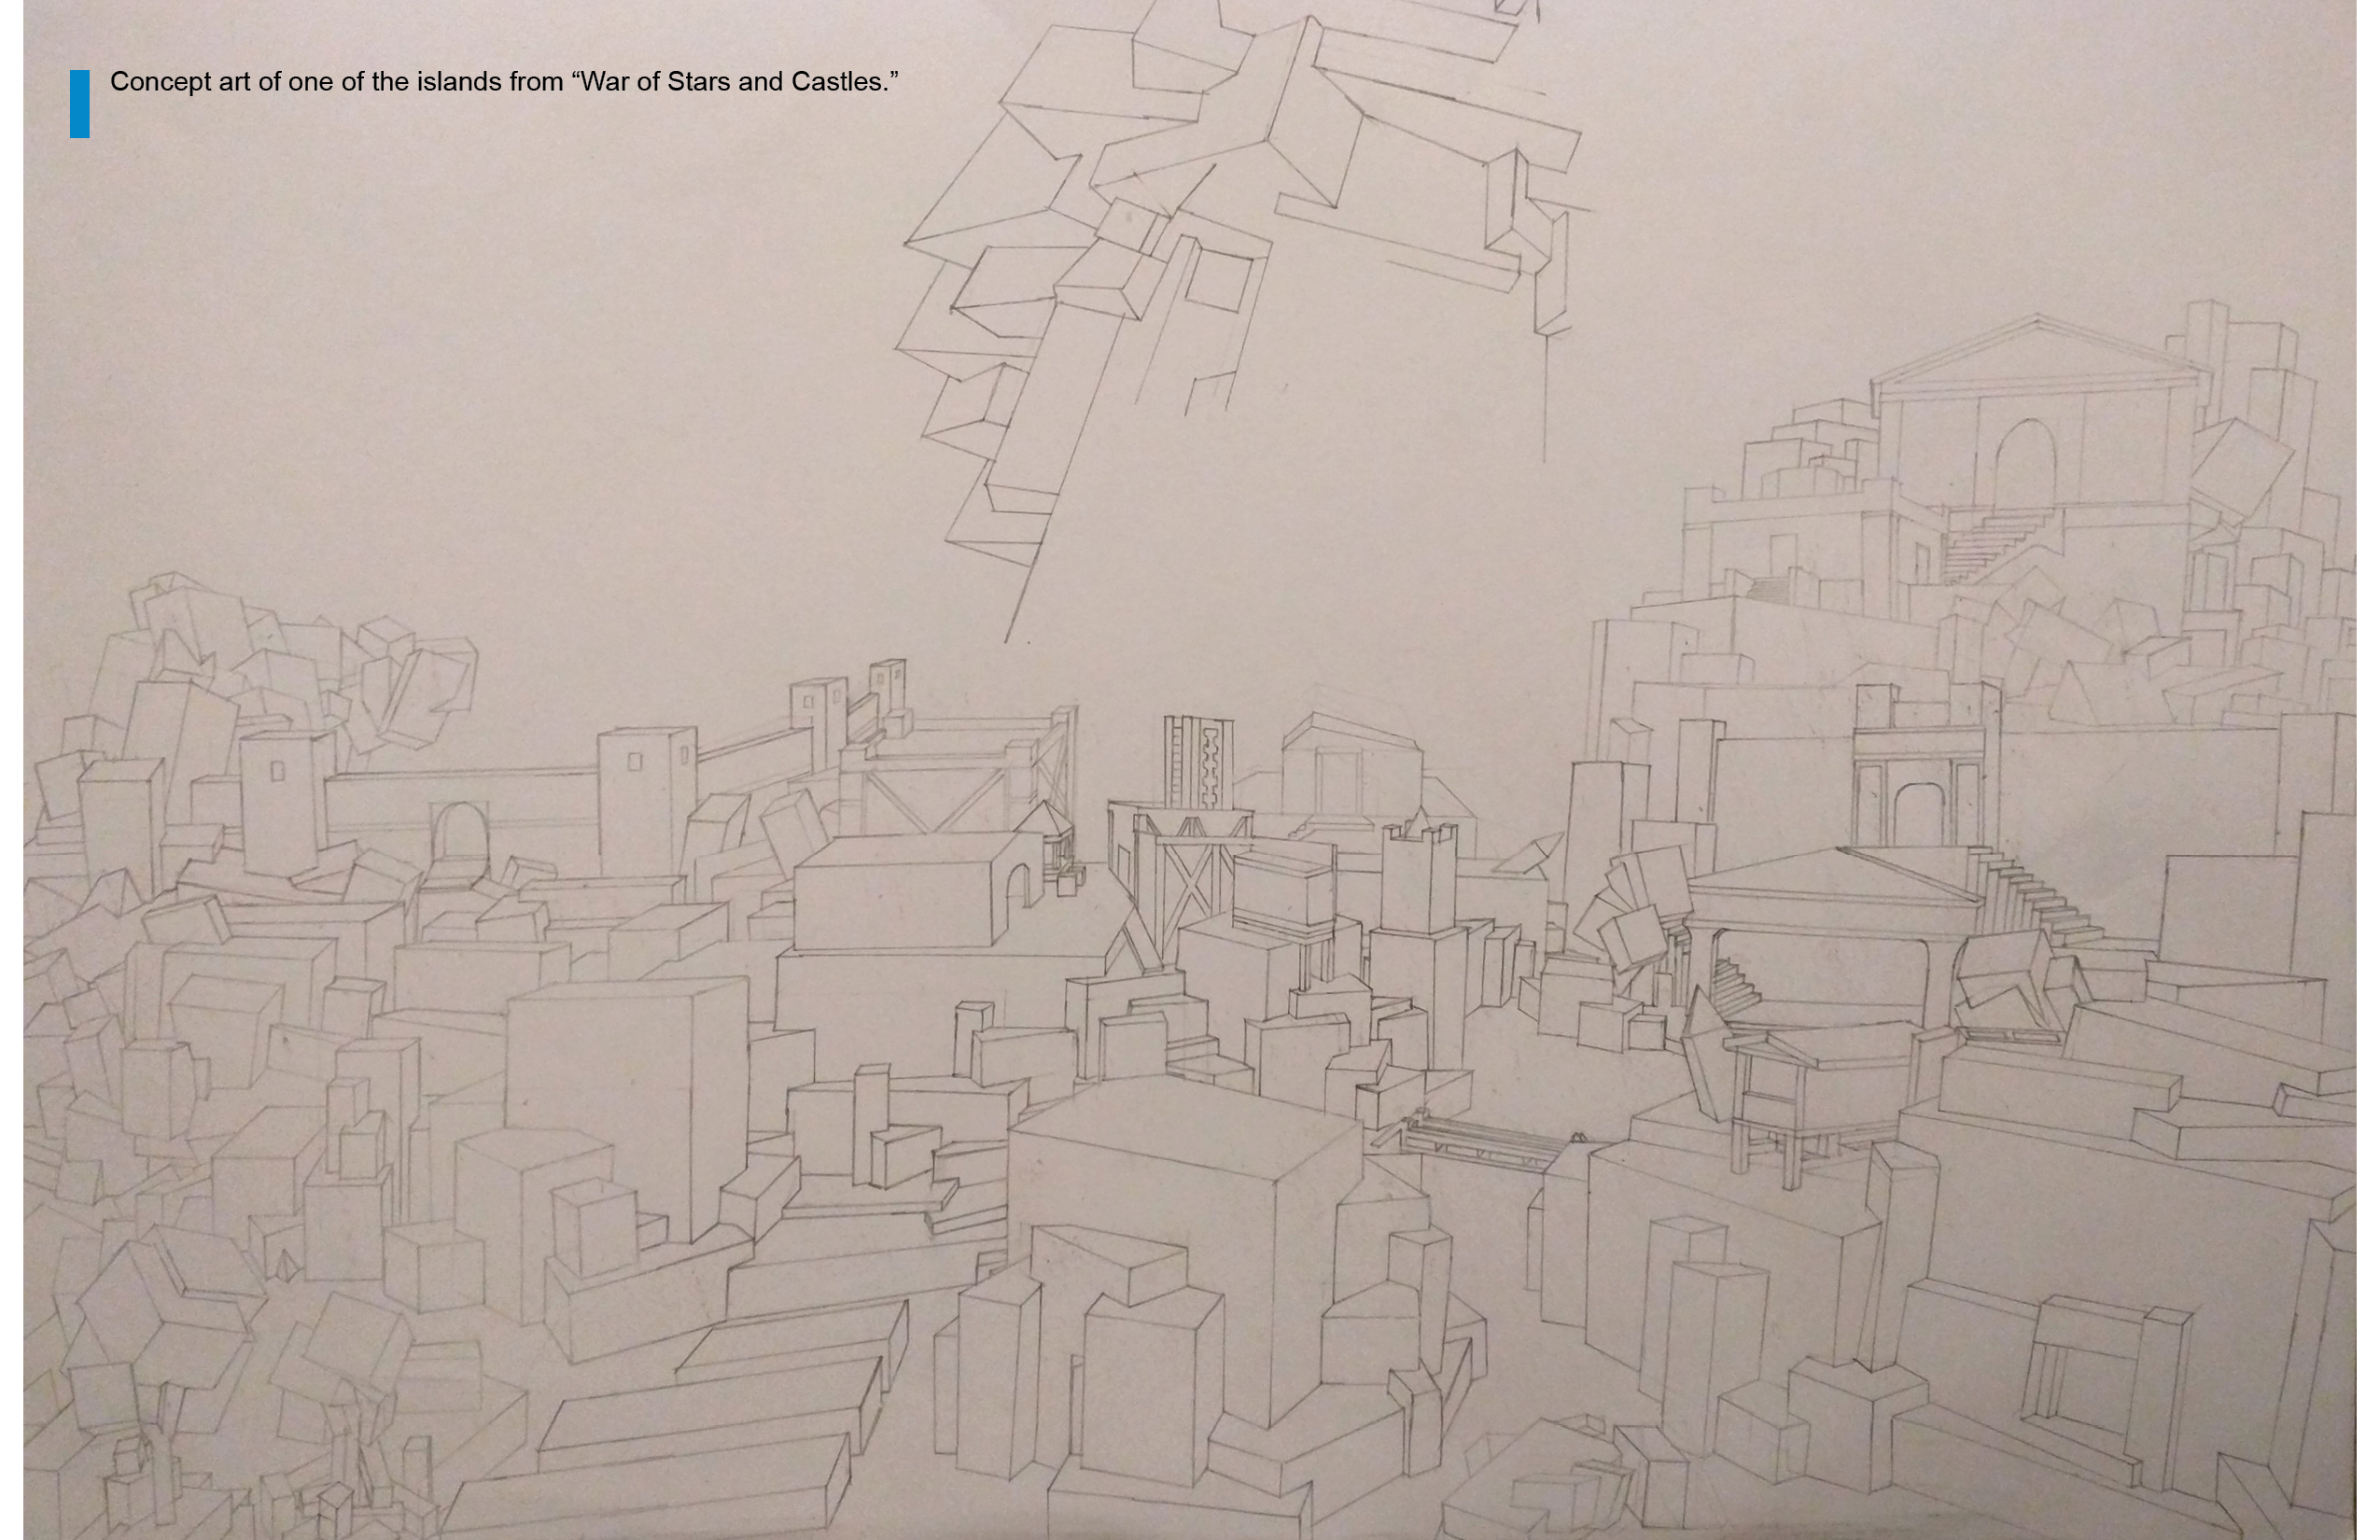 Concept art of one of the islands from “War of Stars and Castles.”